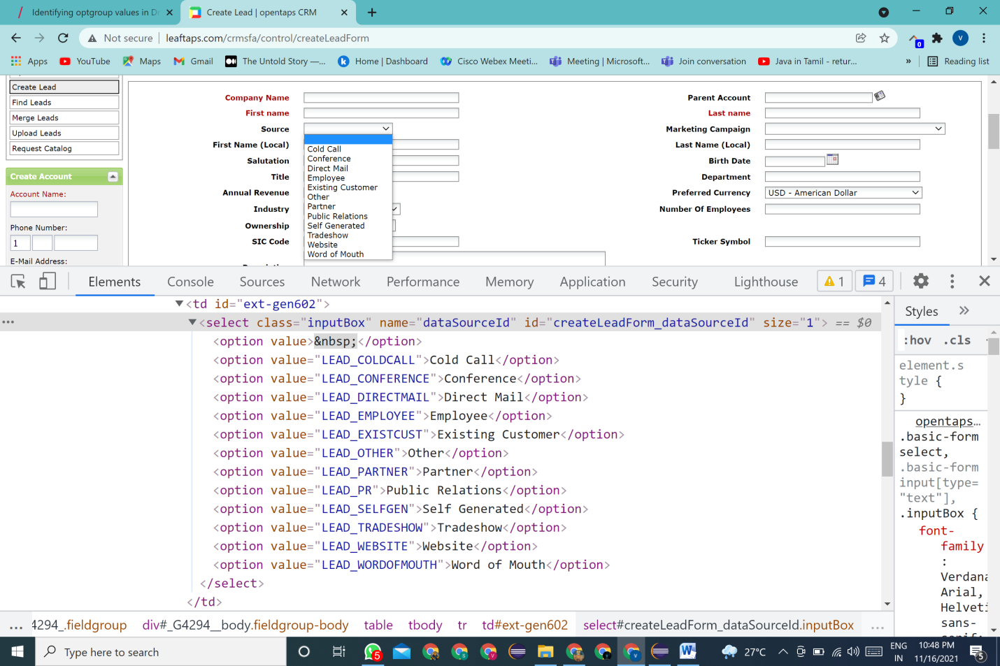 Identifying optgroup values in Dr
Create Lead | opentaps CRM
Not secure
leaftaps.com/crmsfa/control/createLeadForm
0
V
Apps
YouTube
Maps
Gmail
The Untold Story —...
Home | Dashboard
Cisco Webex Meeti...
Meeting | Microsoft...
Join conversation
Java in Tamil - retur...
»
Reading list
Create Lead
Find Leads
Merge Leads
Upload Leads
Request Catalog
Create Account
Account Name:
Phone Number:
1
E-Mail Address:
Company Name
Parent Account
First name
Last name
Source
Marketing Campaign
First Name (Local)
Last Name (Local)
Salutation
Birth Date
Title
Department
Annual Revenue
Preferred Currency
USD - American Dollar
Industry
Number Of Employees
Ownership
SIC Code
Ticker Symbol
Cold Call
Conference
Direct Mail
Employee
Existing Customer
Other
Partner
Public Relations
Self Generated
Tradeshow
Website
Word of Mouth
Elements
Console
Sources
Network
Performance
Memory
Application
Security
Lighthouse
1
4
<td id="ext-gen602">
<select class="inputBox" name="dataSourceId" id="createLeadForm_dataSourceId" size="1"> == $0
<option value>&nbsp;</option>
<option value="LEAD_COLDCALL">Cold Call</option>
<option value="LEAD_CONFERENCE">Conference</option>
<option value="LEAD_DIRECTMAIL">Direct Mail</option>
<option value="LEAD_EMPLOYEE">Employee</option>
<option value="LEAD_EXISTCUST">Existing Customer</option>
<option value="LEAD_OTHER">Other</option>
<option value="LEAD_PARTNER">Partner</option>
<option value="LEAD_PR">Public Relations</option>
<option value="LEAD_SELFGEN">Self Generated</option>
<option value="LEAD_TRADESHOW">Tradeshow</option>
<option value="LEAD_WEBSITE">Website</option>
<option value="LEAD_WORDOFMOUTH">Word of Mouth</option>
</select>
</td>
Styles
:hov .cls
element.s
tyle {
}
opentaps…
.basic-form
select,
.basic-form
input[type=
"text"],
.inputBox {
font-
family
:
Verdana
Arial,
Helveti
sans-
... 4294_.fieldgroup div#_G4294__body.fieldgroup-body table tbody tr td#ext-gen602 select#createLeadForm_dataSourceId.inputBox ...
Type here to search
5
27°C
ENG
IN
10:48 PM
11/16/2021
5